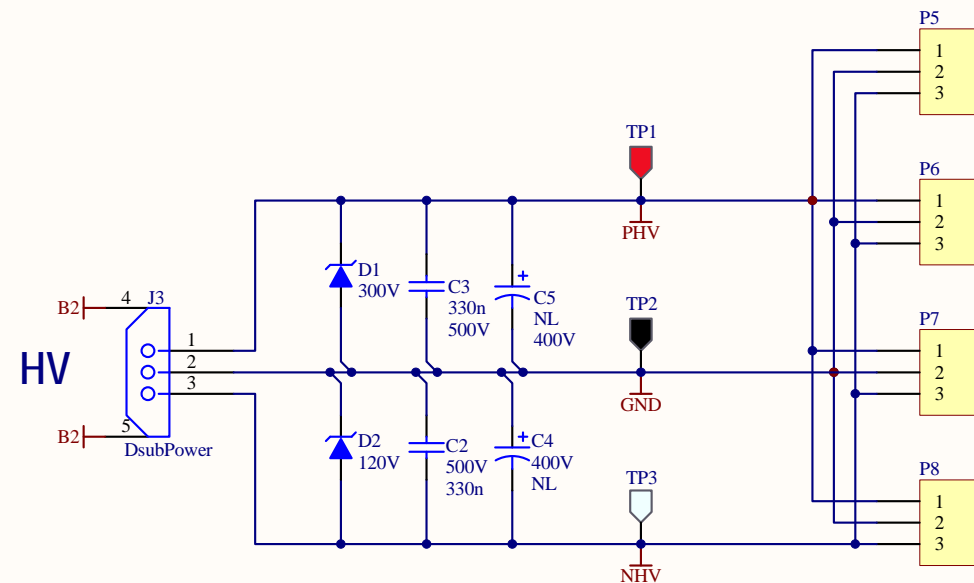 P5
1
2
3
TP1
P6
1
2
3
PHV
D1
300V
C3
330n
500V
C5
NL
400V
B2
4
J3
HV
1
2
3
TP2
P7
1
2
3
GND
B2
5
DsubPower
D2
120V
C2
500V
330n
C4
400V
NL
TP3
P8
1
2
3
NHV